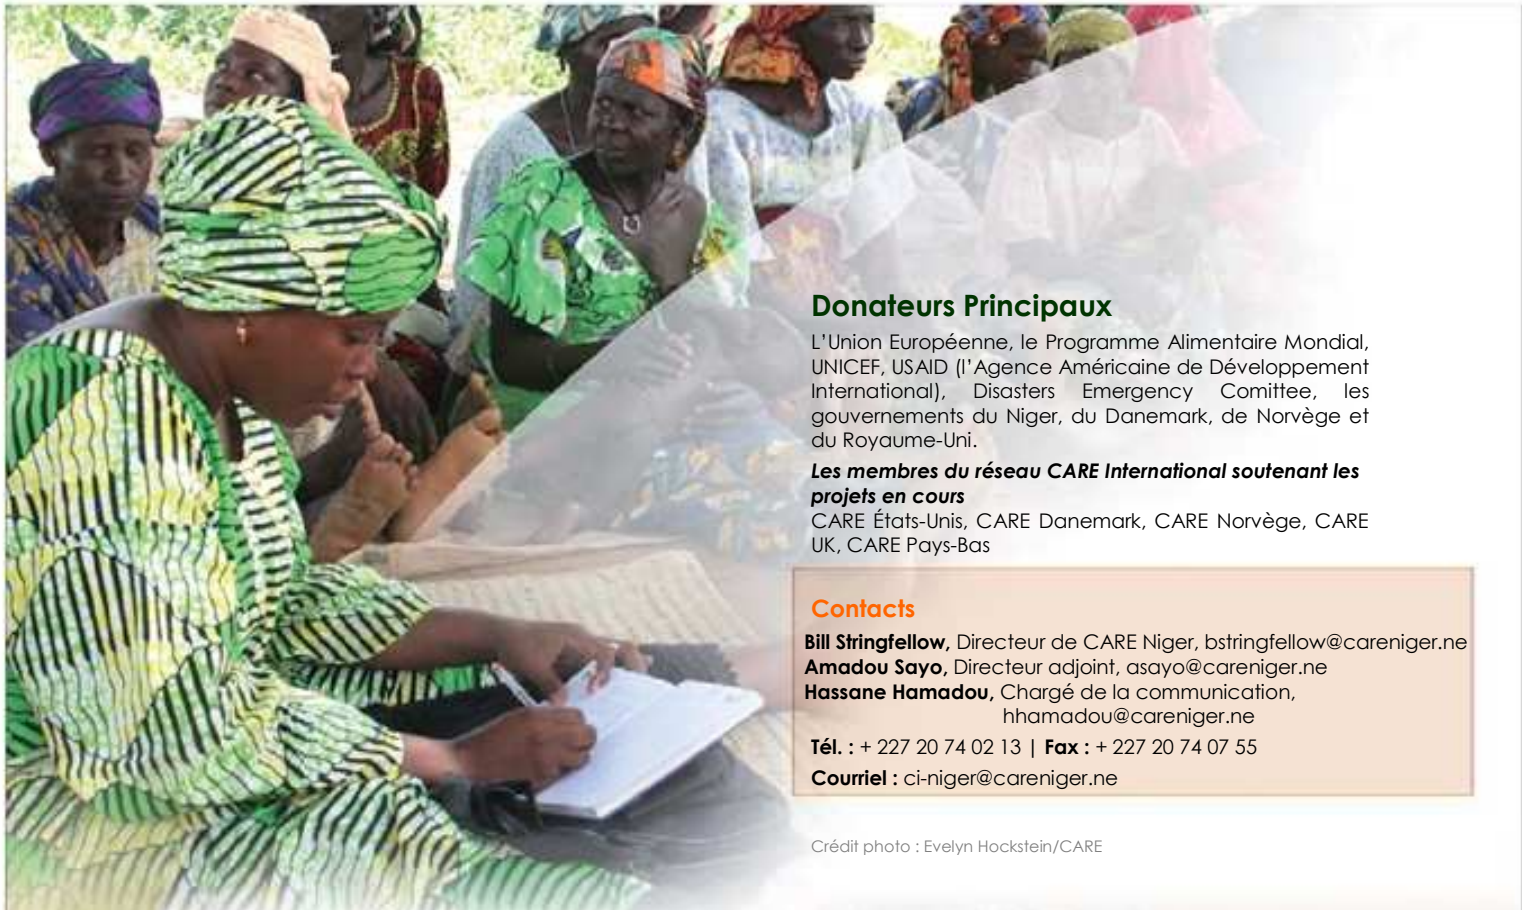 Donateurs Principaux
L'Union Européenne, le Programme Alimentaire Mondial,
UNICEF, USAID (l'Agence Américaine de Développement
International), Disasters Emergency Comittee, les
gouvernements du Niger, du Danemark, de Norvège et
du Royaume-Uni.
Les membres du réseau CARE International soutenant les
projets en cours
CARE États-Unis, CARE Danemark, CARE Norvège, CARE
UK, CARE Pays-Bas
Contacts
Bill Stringfellow, Directeur de CARE Niger, bstringfellow@careniger.ne
Amadou Sayo, Directeur adjoint, asayo@careniger.ne
Hassane Hamadou, Chargé de la communication,
hhamadou@careniger.ne
Tél. : + 227 20 74 02 13 | Fax : + 227 20 74 07 55
Courriel : ci-niger@careniger.ne
Crédit photo : Evelyn Hockstein/CARE